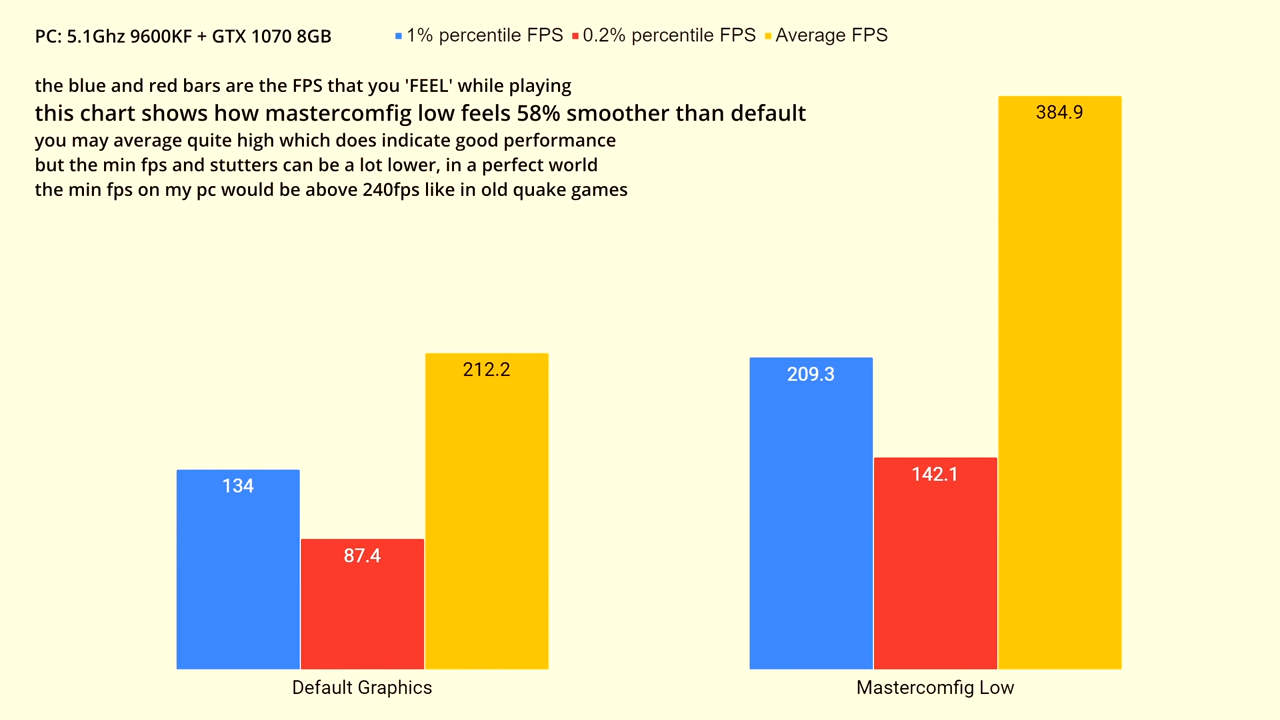 PC: 5.1Ghz 9600KF + GTX 1070 8GB
1% percentile FPS 0.2% percentile FPS Average FPS
the blue and red bars are the FPS that you 'FEEL' while playing
this chart shows how mastercomfig low feels 58% smoother than default
you may average quite high which does indicate good performance
but the min fps and stutters can be a lot lower, in a perfect world
the min fps on my pc would be above 240fps like in old quake games
384.9
212.2
209.3
142.1
134
87.4
Default Graphics
Mastercomfig Low